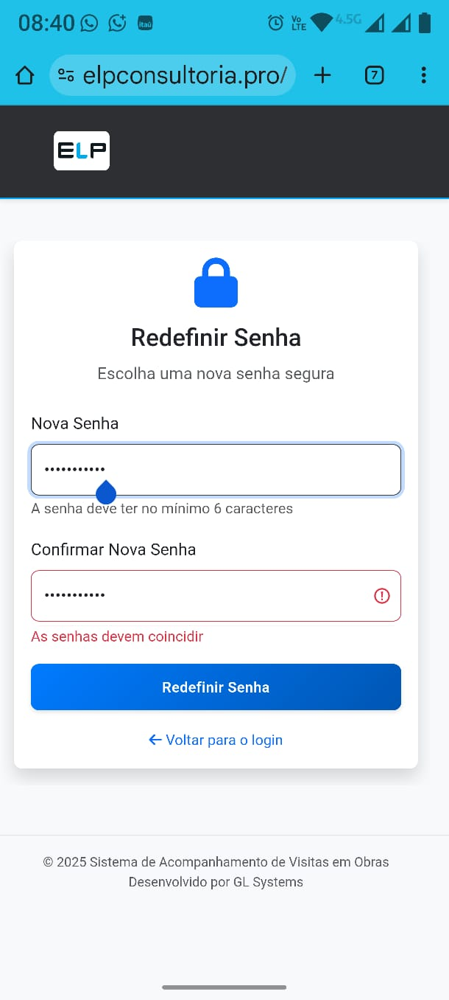 08:40
itaú
Vo
LTE
4.5G
elpconsultoria.pro/
7
ELP
Redefinir Senha
Escolha uma nova senha segura
Nova Senha
•••••••••••
A senha deve ter no mínimo 6 caracteres
Confirmar Nova Senha
•••••••••••
As senhas devem coincidir
Redefinir Senha
← Voltar para o login
© 2025 Sistema de Acompanhamento de Visitas em Obras
Desenvolvido por GL Systems